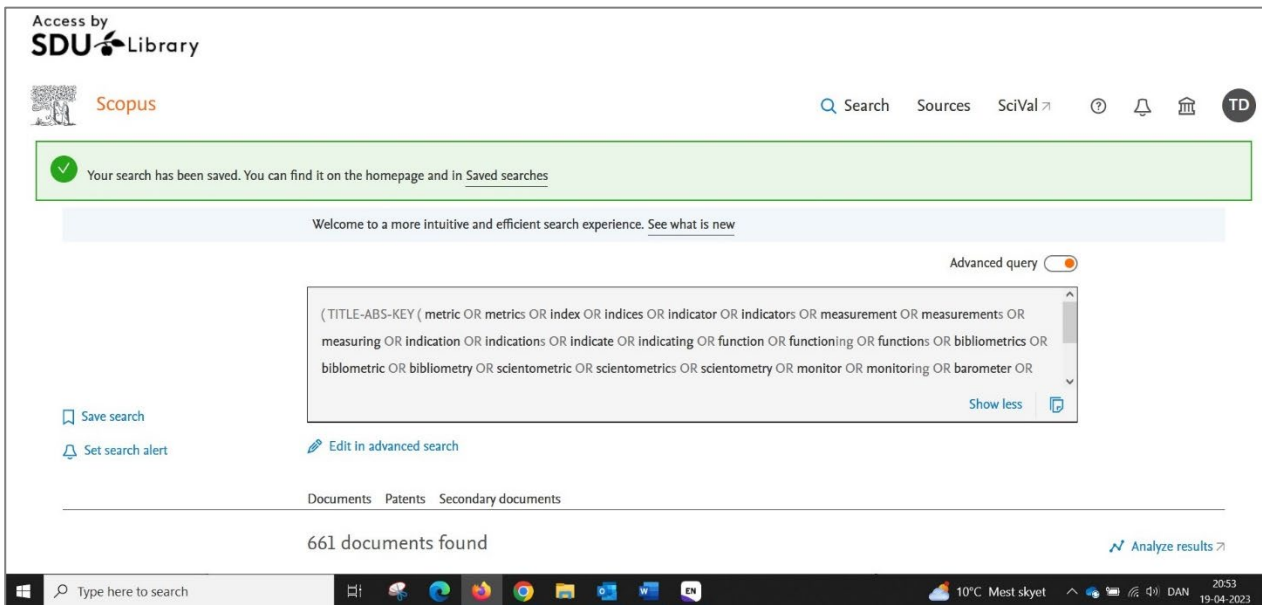 Access by
SDU Library
Scopus
Search Sources SciVal
TD
Your search has been saved. You can find it on the homepage and in Saved searches
Welcome to a more intuitive and efficient search experience. See what is new
Advanced query
( TITLE-ABS-KEY ( metric OR metrics OR index OR indices OR indicator OR indicators OR measurement OR measurements OR
measuring OR indication OR indications OR indicate OR indicating OR function OR functioning OR functions OR bibliometrics OR
biblometric OR bibliometry OR scientometric OR scientometrics OR scientometry OR monitor OR monitoring OR barometer OR
Show less
Save search
Set search alert
Edit in advanced search
Documents Patents Secondary documents
661 documents found
Analyze results
Type here to search
EN
10°C Mest skyet
DAN
20:53
19-04-2023